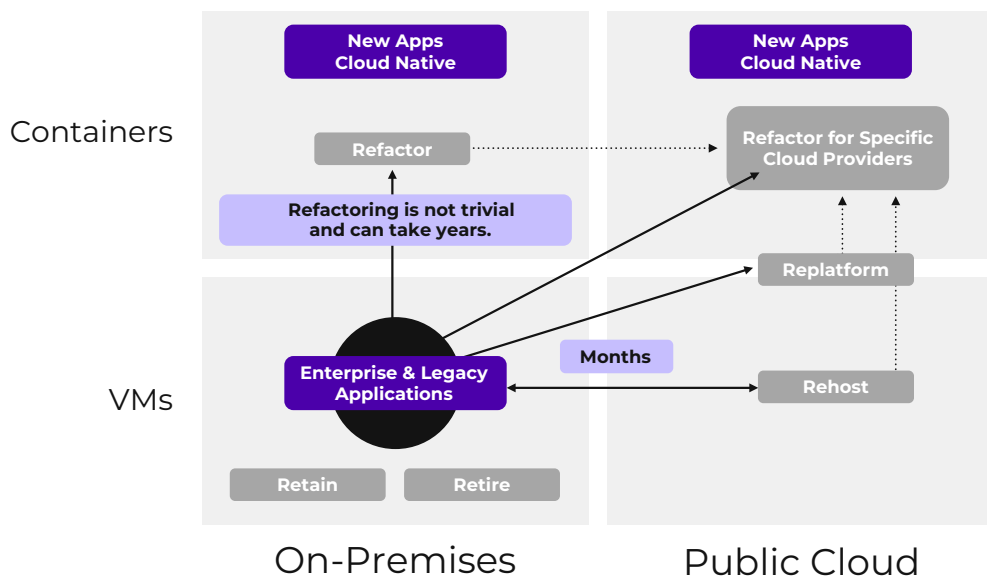 New Apps
Cloud Native
New Apps
Cloud Native
Containers
Refactor
Refactor for Specific
Cloud Providers
Refactoring is not trivial
and can take years.
Replatform
Months
Enterprise & Legacy
Applications
Rehost
VMs
Retain
Retire
On-Premises
Public Cloud